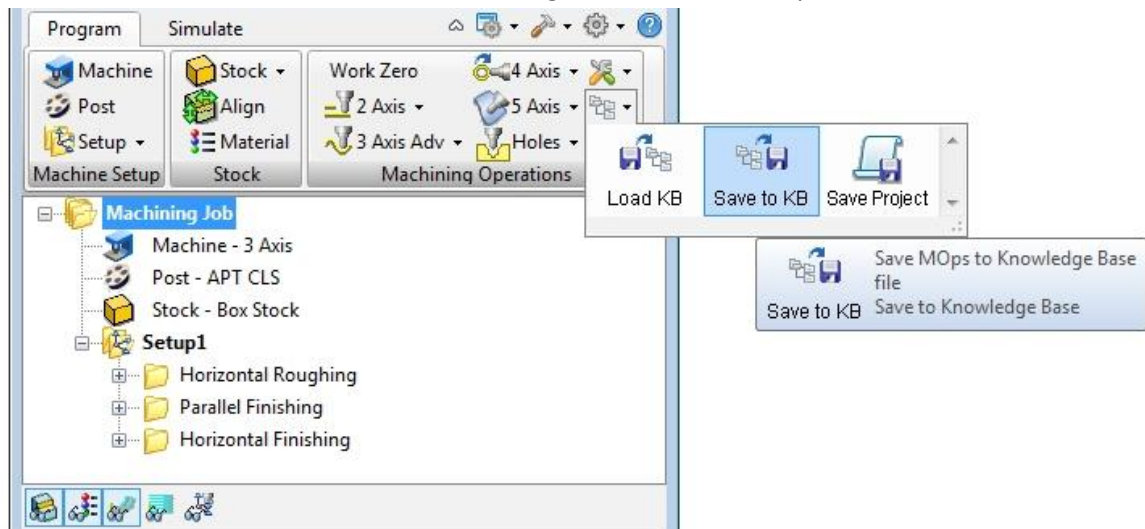 Program Simulate
Machine Stock Work Zero 4 Axis
Post Align 2 Axis 5 Axis
Setup Material 3 Axis Adv Holes
Machine Setup Stock Machining Operations
Load KB Save to KB Save Project
Machining Job
Machine - 3 Axis
Post - APT CLS
Stock - Box Stock
Setup1
Horizontal Roughing
Parallel Finishing
Horizontal Finishing
Save MOps to Knowledge Base
file
Save to KB Save to Knowledge Base